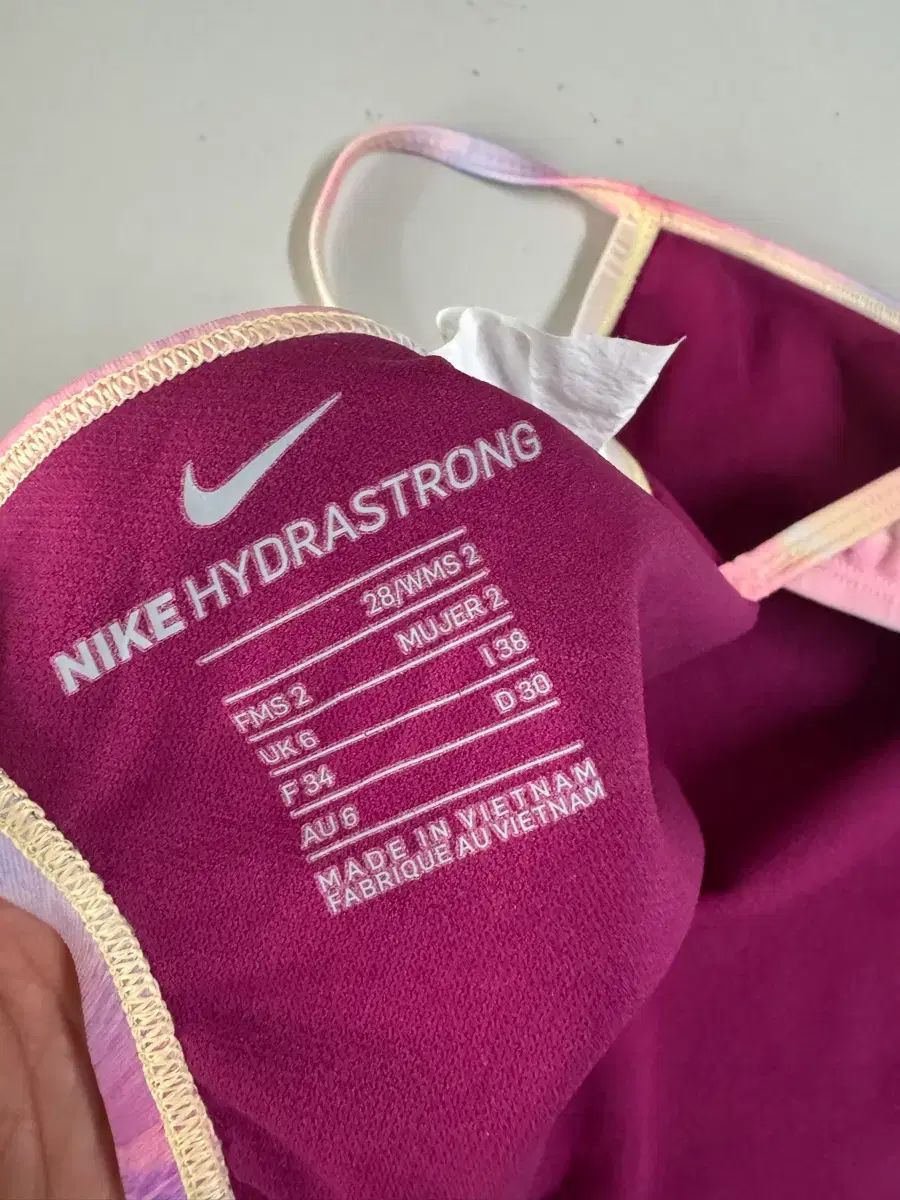 NIKE HYDRASTRONG
28/WMS 2
FMS 2 MUJER 2
UK 6 I 38
F 34 D 30
AU 6
MADE IN VIETNAM
FABRIQUE AU VIETNAM